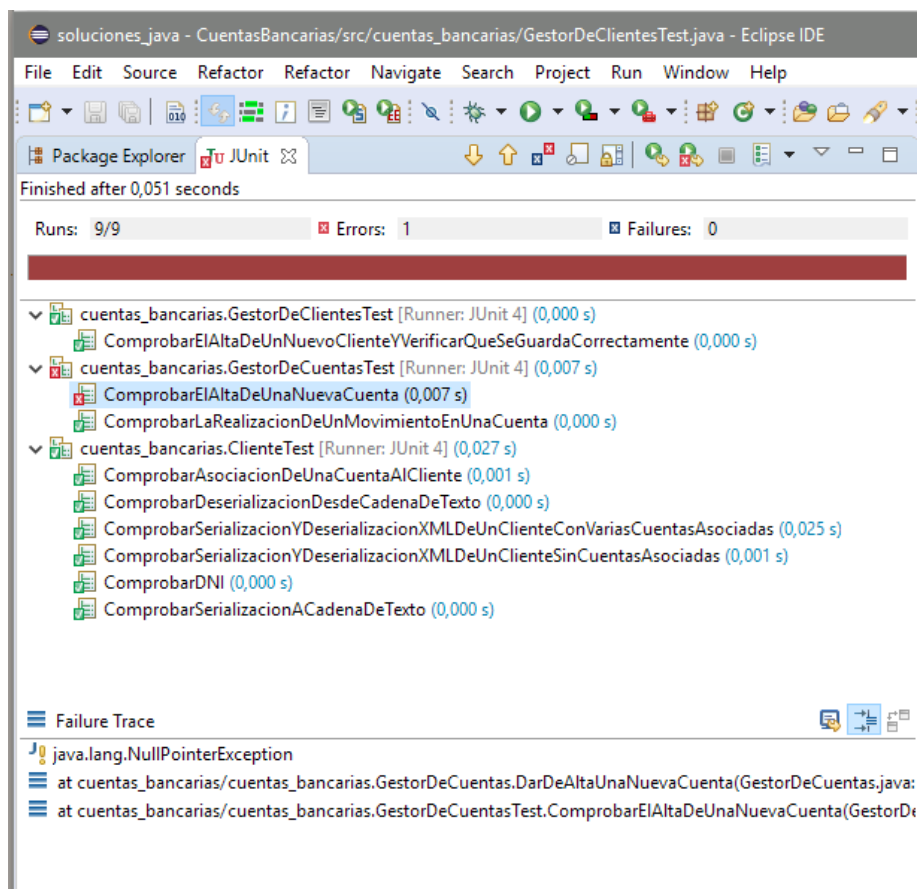 soluciones_java - CuentasBancarias/src/cuentas_bancarias/GestorDeClientesTest.java - Eclipse IDE
File Edit Source Refactor Refactor Navigate Search Project Run Window Help
Package Explorer JUnit
Finished after 0,051 seconds
Runs: 9/9 Errors: 1 Failures: 0
cuentas_bancarias.GestorDeClientesTest [Runner: JUnit 4] (0,000 s)
ComprobarElAltaDeUnNuevoClienteYVerificarQueSeGuardaCorrectamente (0,000 s)
cuentas_bancarias.GestorDeCuentasTest [Runner: JUnit 4] (0,007 s)
ComprobarElAltaDeUnaNuevaCuenta (0,007 s)
ComprobarLaRealizacionDeUnMovimientoEnUnaCuenta (0,000 s)
cuentas_bancarias.ClienteTest [Runner: JUnit 4] (0,027 s)
ComprobarAsociacionDeUnaCuentaAlCliente (0,001 s)
ComprobarDeserializacionDesdeCadenaDeTexto (0,000 s)
ComprobarSerializacionYDeserializacionXMLDeUnClienteConVariasCuentasAsociadas (0,025 s)
ComprobarSerializacionYDeserializacionXMLDeUnClienteSinCuentasAsociadas (0,001 s)
ComprobarDNI (0,000 s)
ComprobarSerializacionACadenaDeTexto (0,000 s)
Failure Trace
java.lang.NullPointerException
at cuentas_bancarias/cuentas_bancarias.GestorDeCuentas.DarDeAltaUnaNuevaCuenta(GestorDeCuentas.java:
at cuentas_bancarias/cuentas_bancarias.GestorDeCuentasTest.ComprobarElAltaDeUnaNuevaCuenta(GestorDe